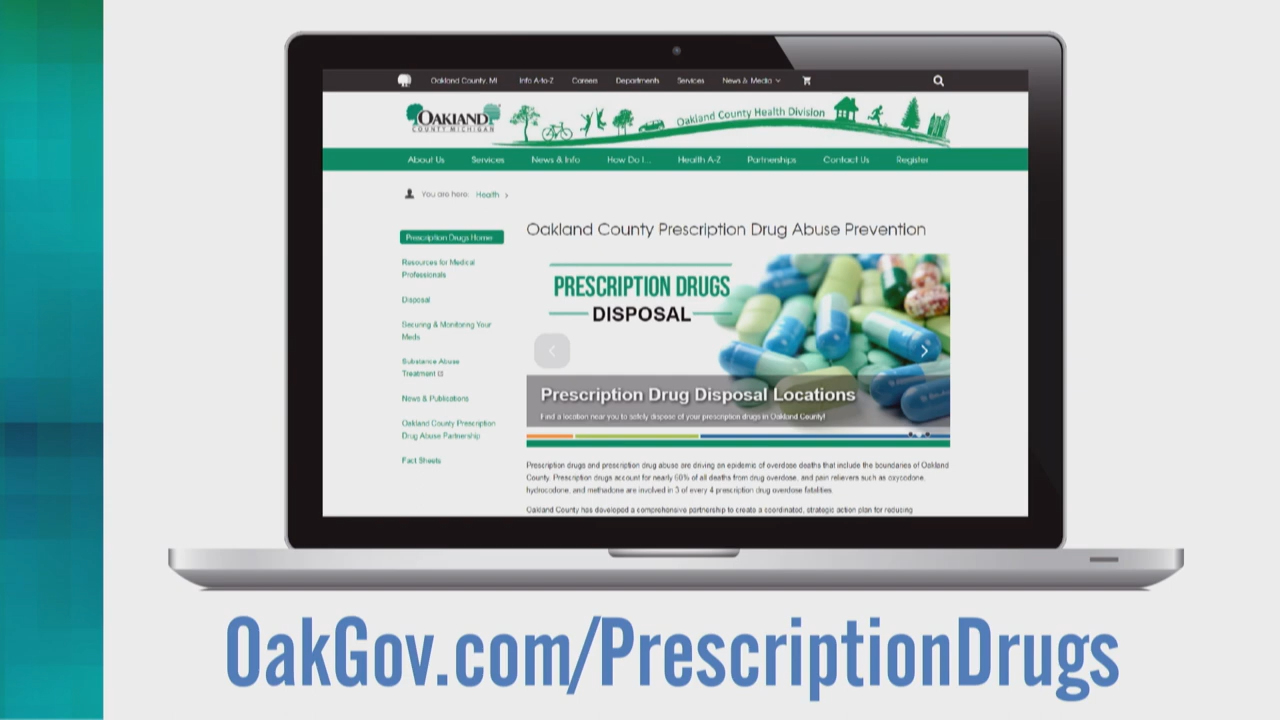 Oakland County, MI Info A-to-Z Careers Departments Services News & Media
OAKLAND
COUNTY MICHIGAN
Oakland County Health Division
About Us Services News & Info How Do I... Health A-Z Partnerships Contact Us Register
You are here: Health >
Oakland County Prescription Drug Abuse Prevention
Prescription Drugs Home
Resources for Medical
Professionals
Disposal
Securing & Monitoring Your
Meds
Substance Abuse
Treatment
News & Publications
Oakland County Prescription
Drug Abuse Partnership
Fact Sheets
PRESCRIPTION DRUGS
DISPOSAL
Prescription Drug Disposal Locations
Find a location near you to safely dispose of your prescription drugs in Oakland County!
Prescription drugs and prescription drug abuse are driving an epidemic of overdose deaths that include the boundaries of Oakland
County. Prescription drugs account for nearly 60% of all deaths from drug overdose, and pain relievers such as oxycodone,
hydrocodone, and methadone are involved in 3 of every 4 prescription drug overdose fatalities.
Oakland County has developed a comprehensive partnership to create a coordinated, strategic action plan for reducing
OakGov.com/PrescriptionDrugs